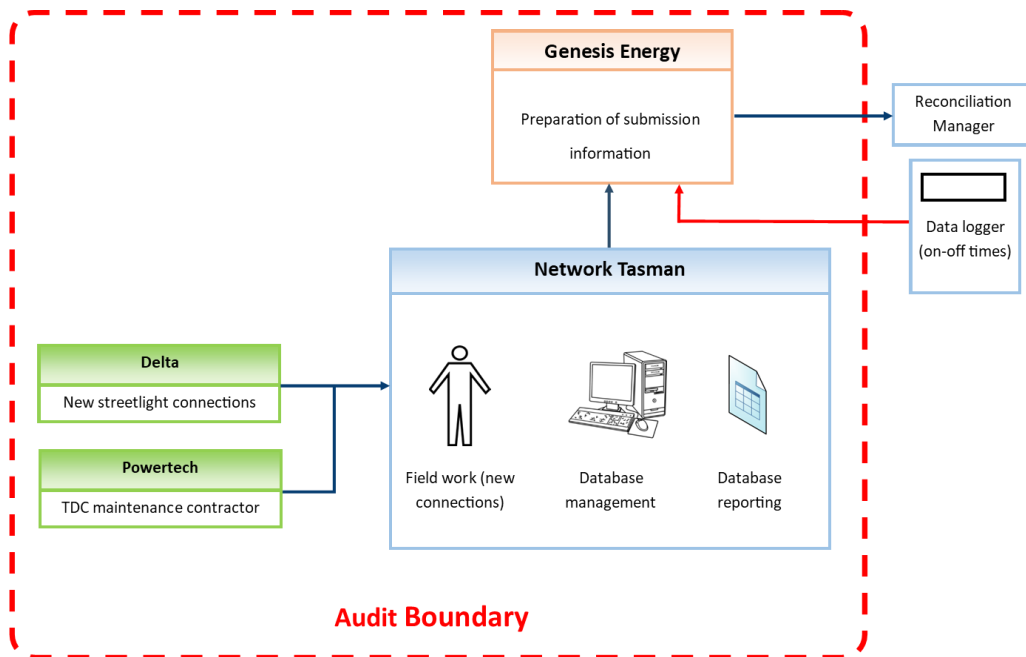 Genesis Energy
Preparation of submission
information
Reconciliation
Manager
Data logger
(on-off times)
Network Tasman
Field work (new
connections)
Database
management
Database
reporting
Delta
New streetlight connections
Powertech
TDC maintenance contractor
Audit Boundary